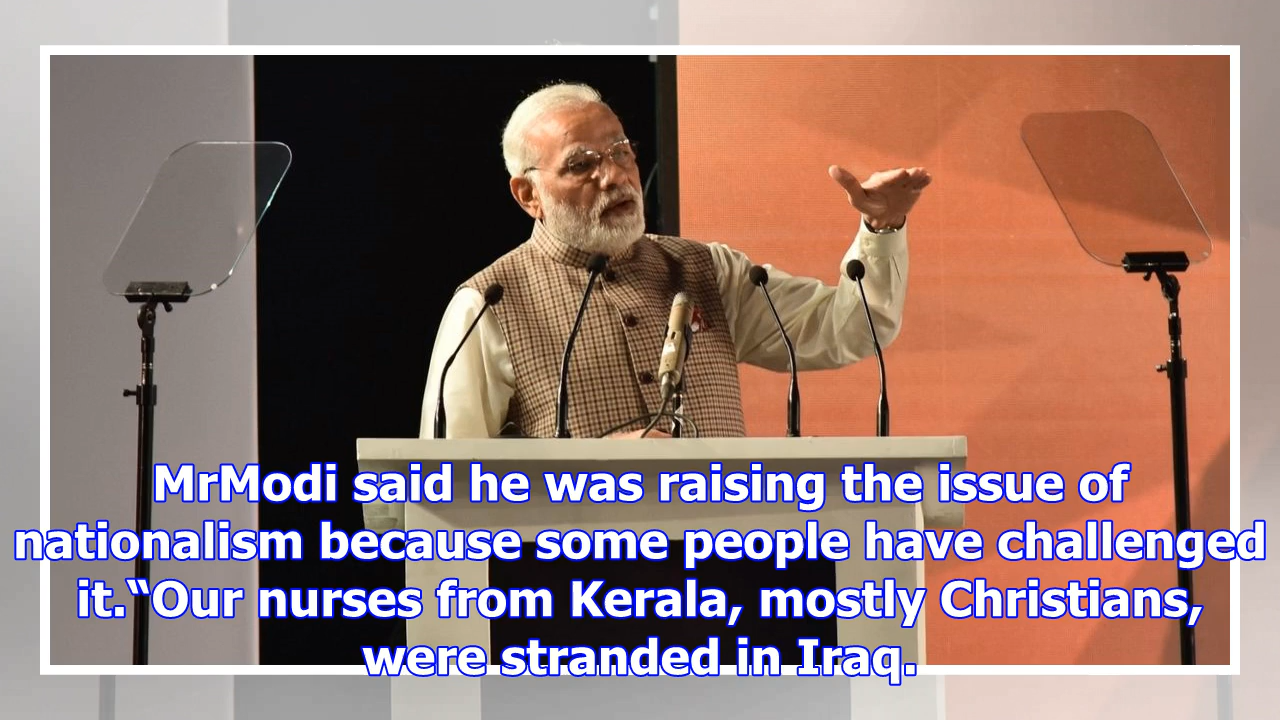 MrModi said he was raising the issue of
nationalism because some people have challenged
it.“Our nurses from Kerala, mostly Christians,
were stranded in Iraq.